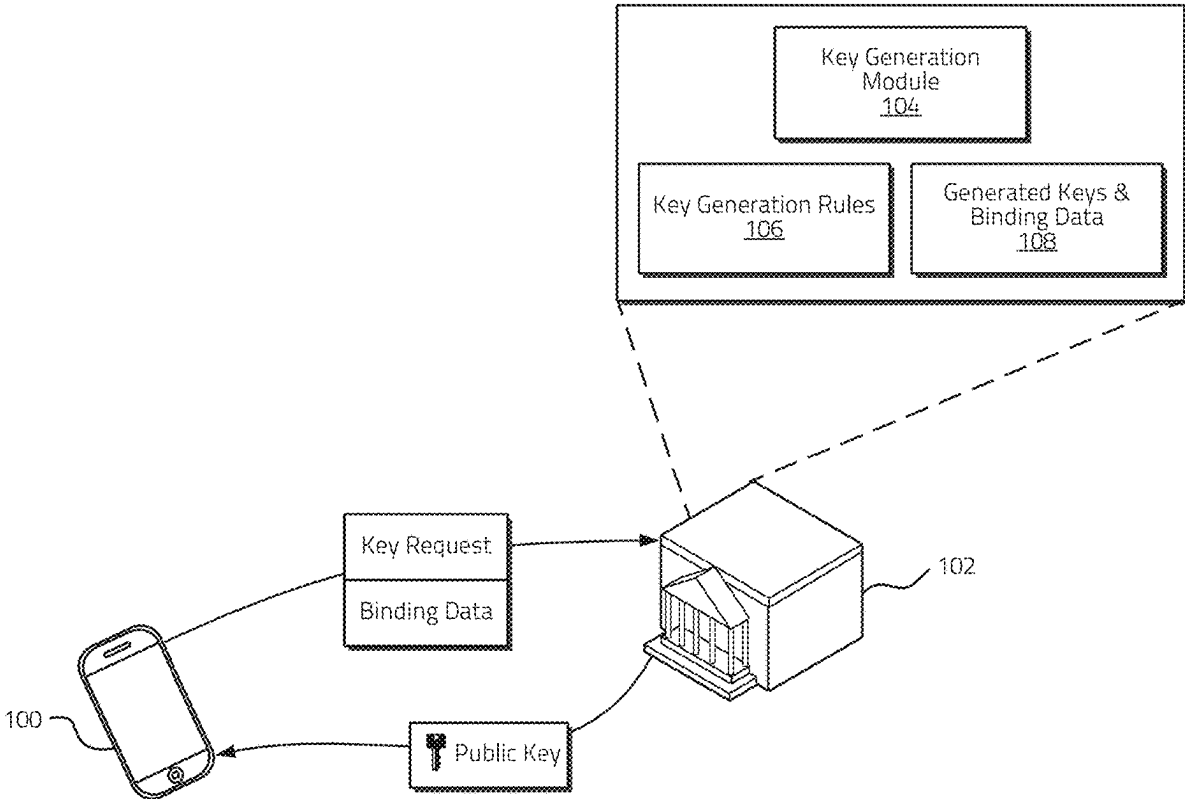 Key Generation
Module
104
Key Generation Rules
106
Generated Keys &
Binding Data
108
Key Request
Binding Data
102
100
Public Key